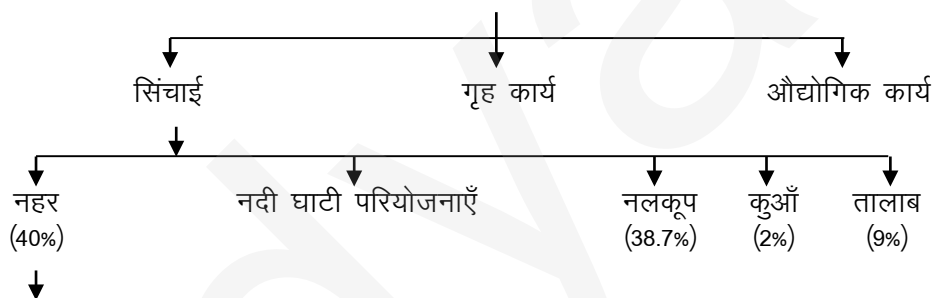 सिंचाई गृह कार्य औद्योगिक कार्य
नहर नदी घाटी परियोजनाएँ नलकूप कुआँ तालाब
(40%) (38.7%) (2%) (9%)